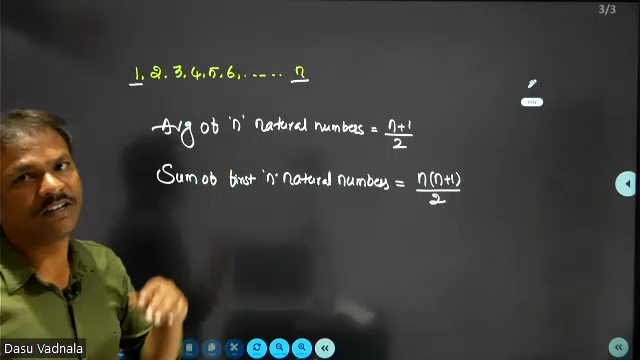 3/3
1, 2, 3, 4, 5, 6, ...... n
Avg of 'n' natural numbers = n+1/2
Sum of first 'n' natural numbers = n(n+1)/2
Dasu Vadnala